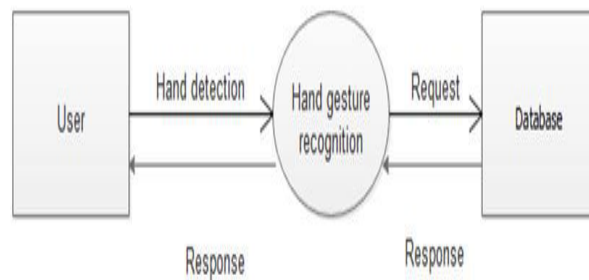 Hand detection
Request
User
Hand gesture
recognition
Database
Response
Response